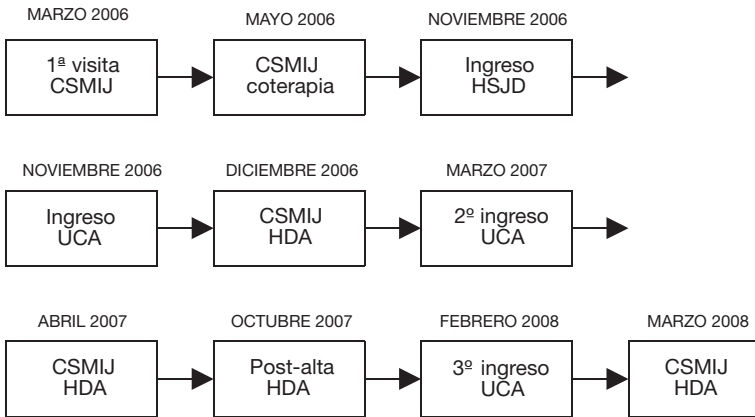 MARZO 2006 MAYO 2006 NOVIEMBRE 2006
1ª visita
CSMIJ
CSMIJ
coterapia
Ingreso
HSJD
NOVIEMBRE 2006 DICIEMBRE 2006 MARZO 2007
Ingreso
UCA
CSMIJ
HDA
2º ingreso
UCA
ABRIL 2007 OCTUBRE 2007 FEBRERO 2008 MARZO 2008
CSMIJ
HDA
Post-alta
HDA
3º ingreso
UCA
CSMIJ
HDA